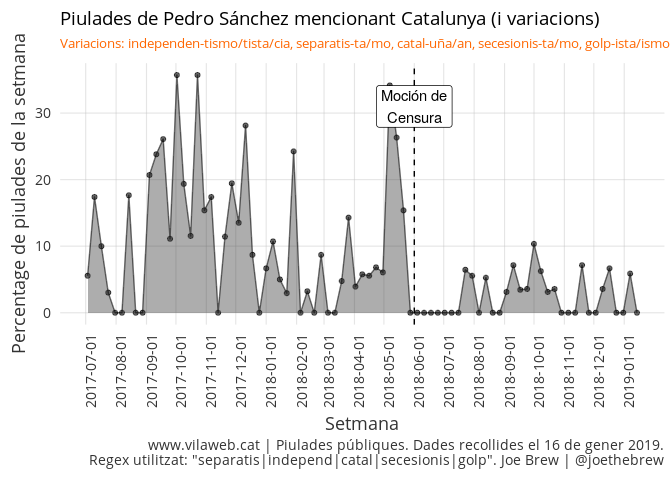 Piulades de Pedro Sánchez mencionant Catalunya (i variacions)
Variacions: independen-tismo/tista/cia, separatis-ta/mo, catal-uña/an, secesionis-ta/mo, golp-ista/ismo
Percentage de piulades de la setmana
30
20
10
0
Moción de
Censura
2017-07-01
2017-08-01
2017-09-01
2017-10-01
2017-11-01
2017-12-01
2018-01-01
2018-02-01
2018-03-01
2018-04-01
2018-05-01
2018-06-01
2018-07-01
2018-08-01
2018-09-01
2018-10-01
2018-11-01
2018-12-01
2019-01-01
Setmana
www.vilaweb.cat | Piulades públiques. Dades recollides el 16 de gener 2019.
Regex utilitzat: "separatis|independ|catal|secesionis|golp". Joe Brew | @joethebrew